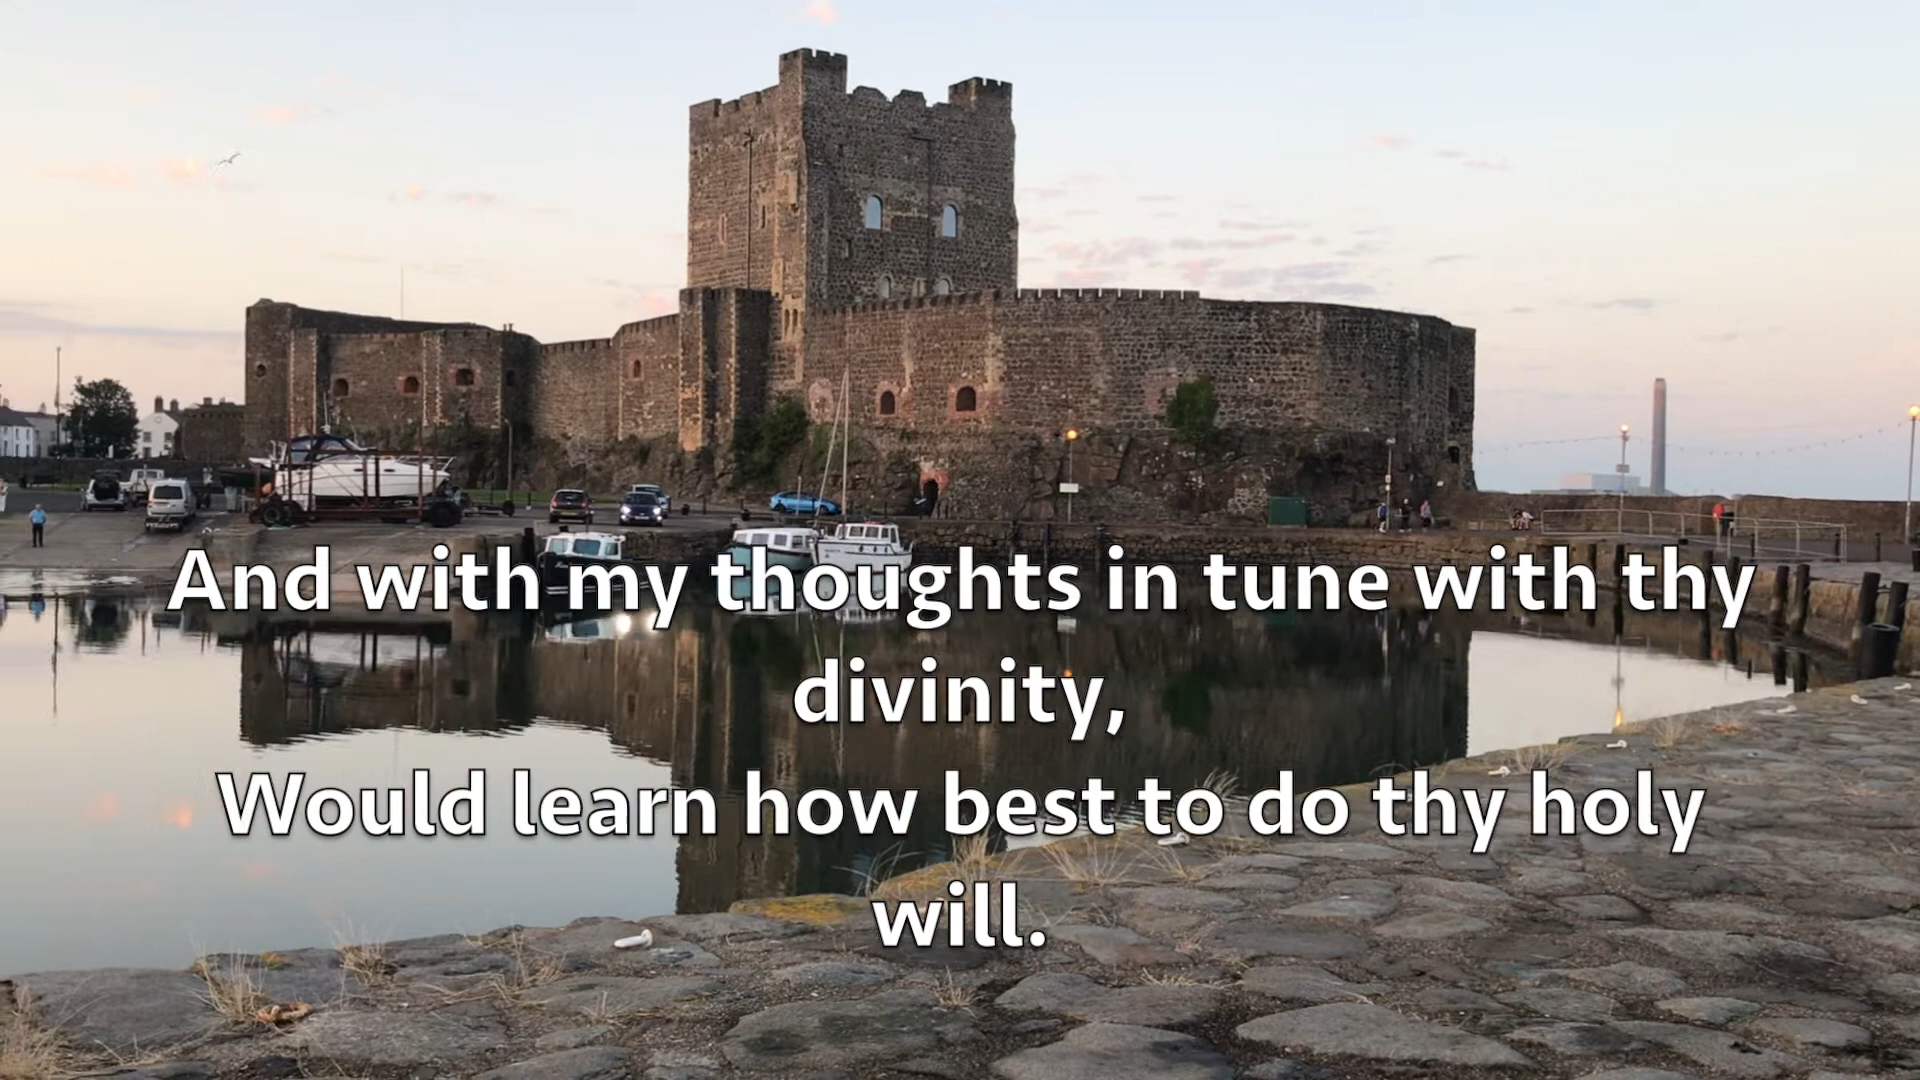 And with my thoughts in tune with thy
divinity,
Would learn how best to do thy holy
will.